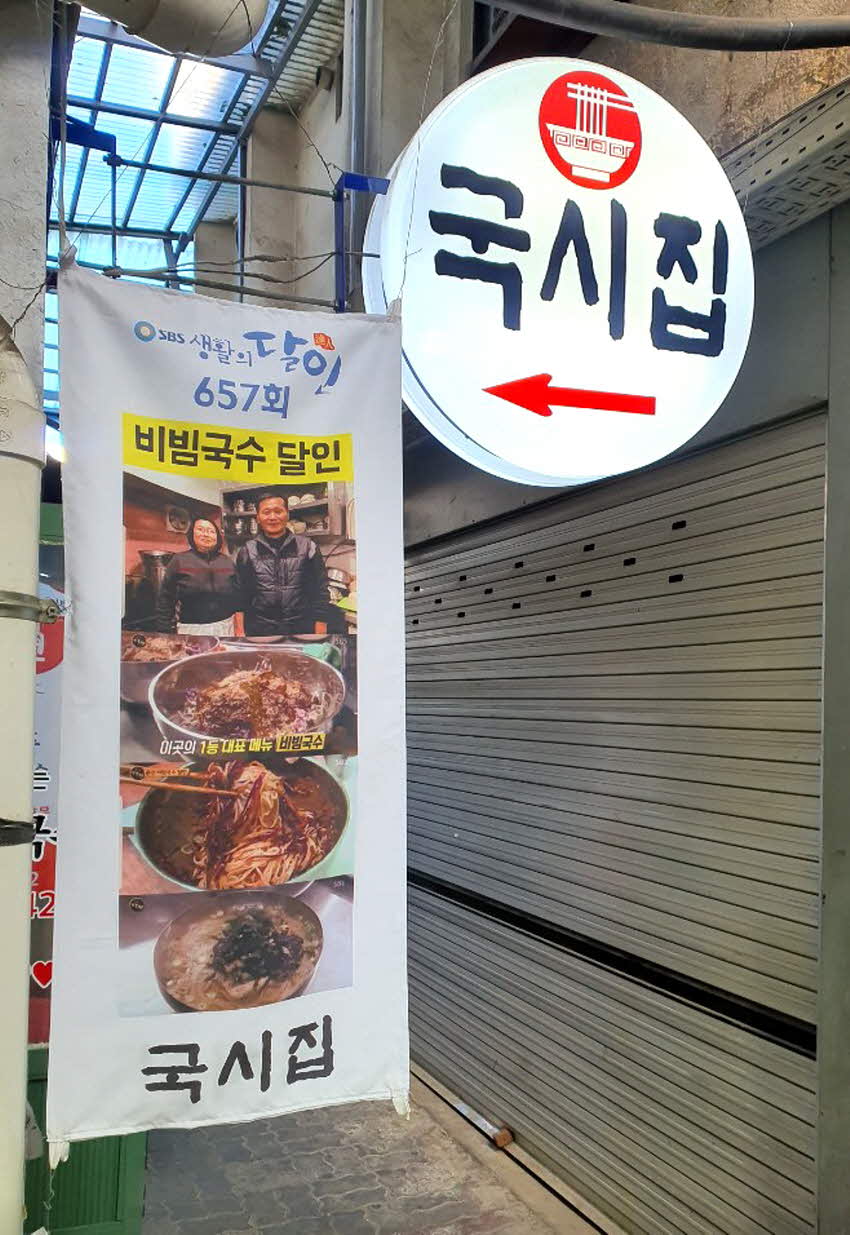 국시집
SBS 생활의 달인
657회
비빔국수 달인
이곳의 1등 대표 메뉴 비빔국수
국시집